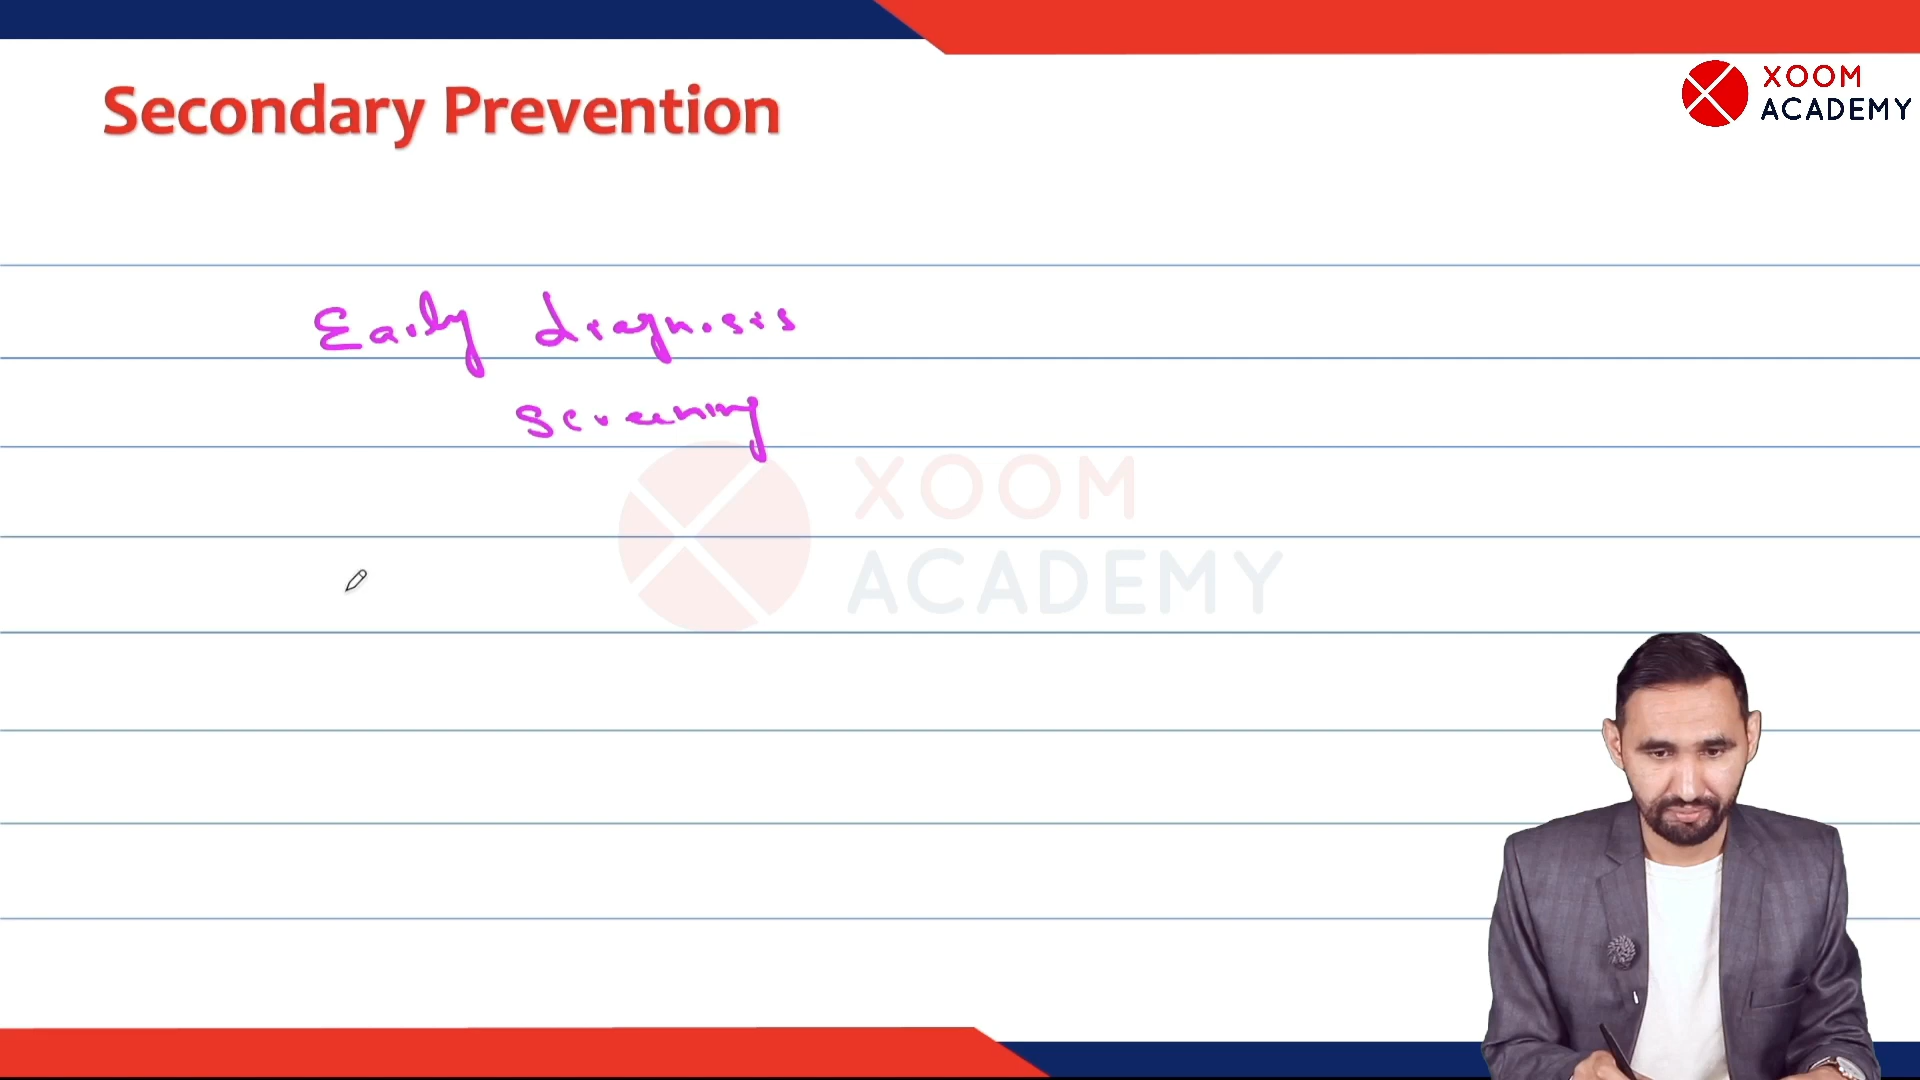 XOOM
ACADEMY
Secondary Prevention
Early diagnosis
screening
XOOM
ACADEMY